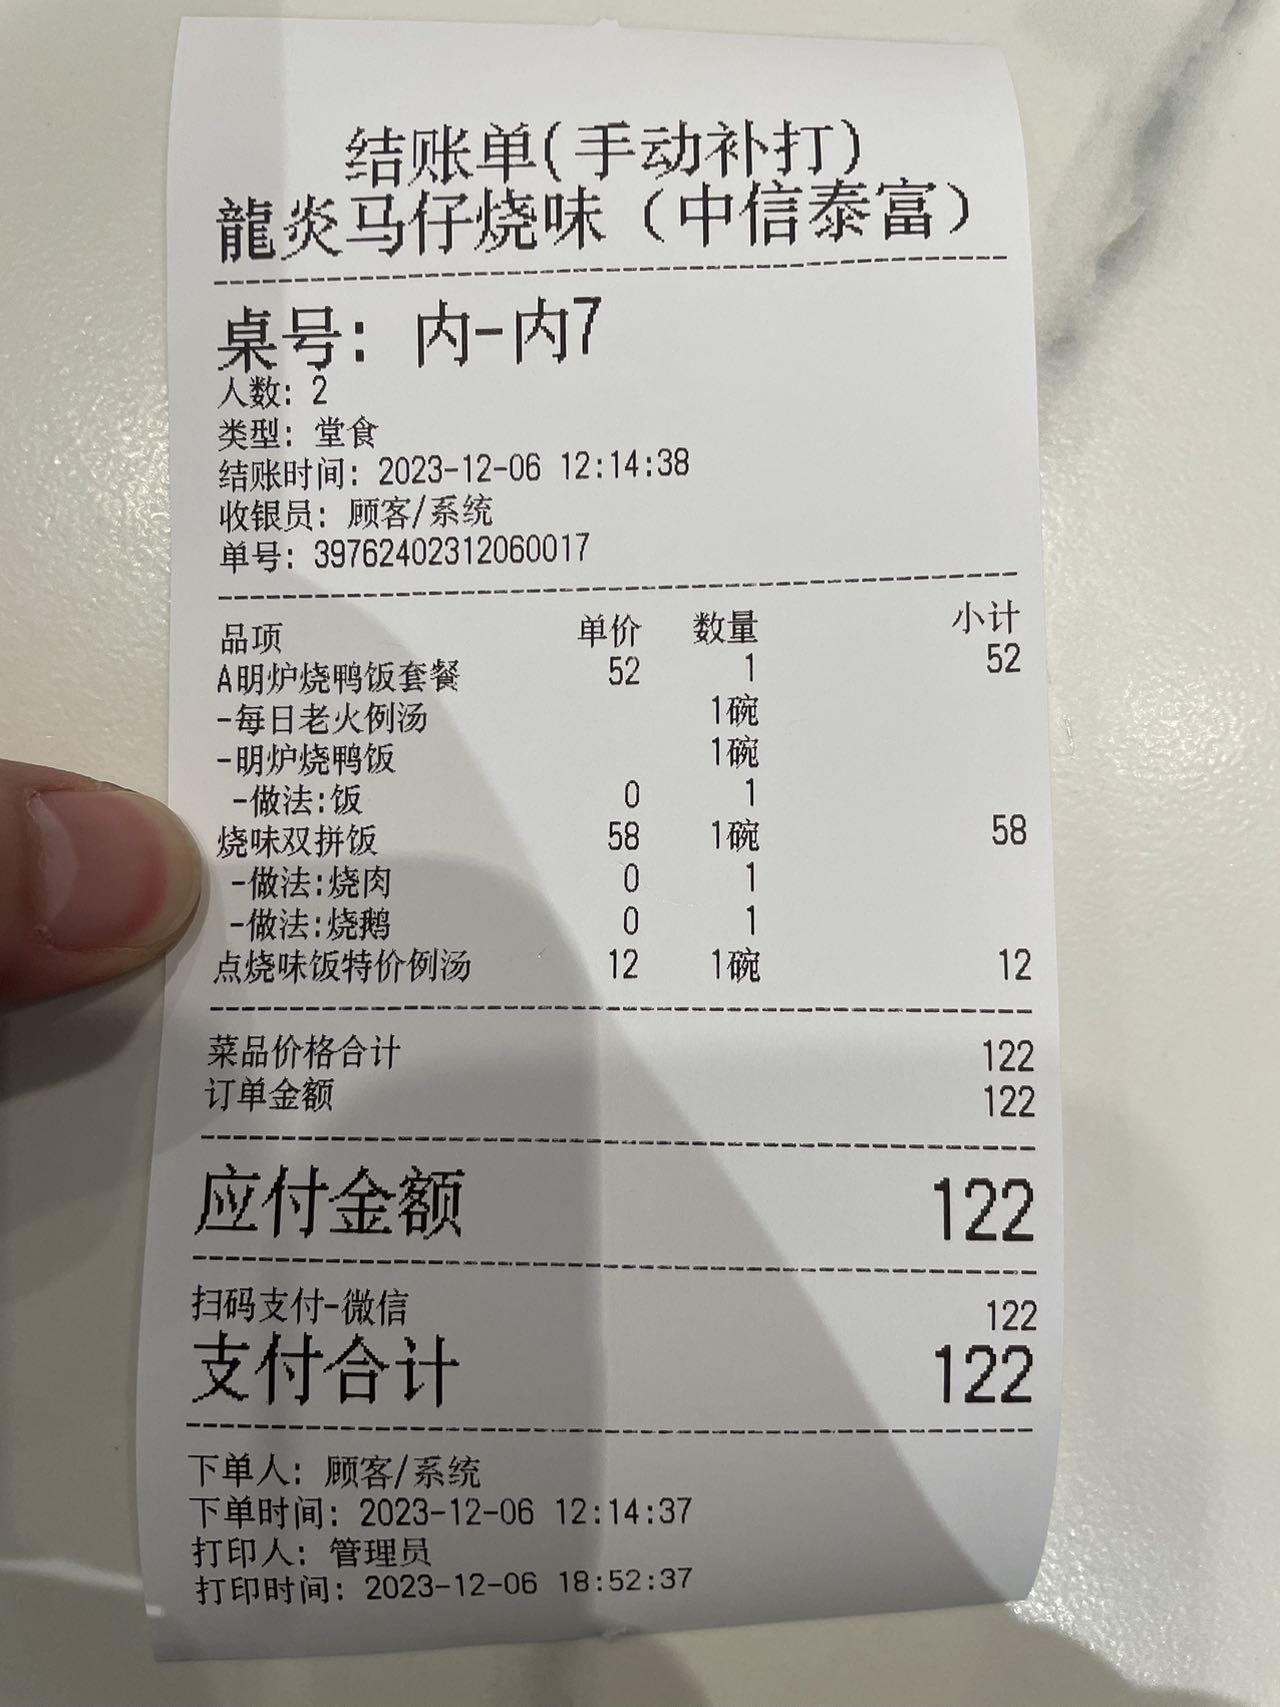 结账单(手动补打)
龍炎马仔烧味（中信泰富）
桌号: 内-内7
人数: 2
类型: 堂食
结账时间: 2023-12-06 12:14:38
收银员: 顾客/系统
单号: 39762402312060017
品项 单价 数量 小计
A明炉烧鸭饭套餐 52 1 52
-每日老火例汤 1碗
-明炉烧鸭饭 1碗
-做法:饭 0 1
烧味双拼饭 58 1碗 58
-做法:烧肉 0 1
-做法:烧鹅 0 1
点烧味饭特价例汤 12 1碗 12
菜品价格合计 122
订单金额 122
应付金额 122
扫码支付-微信 122
支付合计 122
下单人: 顾客/系统
下单时间: 2023-12-06 12:14:37
打印人: 管理员
打印时间: 2023-12-06 18:52:37